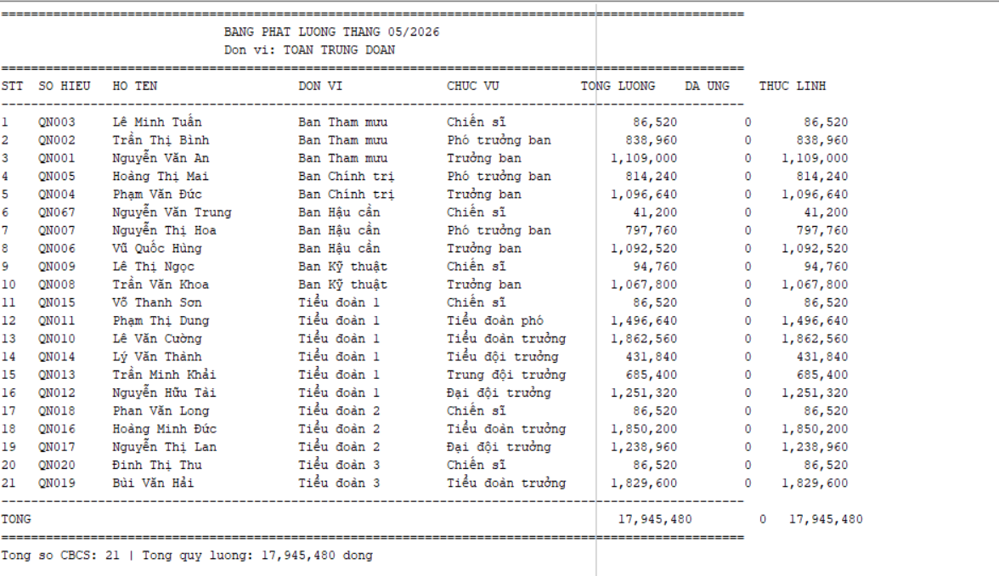 BANG PHAT LUONG THANG 05/2026
Don vi: TOAN TRUNG DOAN
STT SO HIEU HO TEN DON VI CHUC VU TONG LUONG DA UNG THUC LINH
1 QN003 Lê Minh Tuấn Ban Tham mưu Chiến sĩ 86,520 0 86,520
2 QN002 Trần Thị Bình Ban Tham mưu Phó trưởng ban 838,960 0 838,960
3 QN001 Nguyễn Văn An Ban Tham mưu Trưởng ban 1,109,000 0 1,109,000
4 QN005 Hoàng Thị Mai Ban Chính trị Phó trưởng ban 814,240 0 814,240
5 QN004 Phạm Văn Đức Ban Chính trị Trưởng ban 1,096,640 0 1,096,640
6 QN067 Nguyễn Văn Trung Ban Hậu cần Chiến sĩ 41,200 0 41,200
7 QN007 Nguyễn Thị Hoa Ban Hậu cần Phó trưởng ban 797,760 0 797,760
8 QN006 Vũ Quốc Hùng Ban Hậu cần Trưởng ban 1,092,520 0 1,092,520
9 QN009 Lê Thị Ngọc Ban Kỹ thuật Chiến sĩ 94,760 0 94,760
10 QN008 Trần Văn Khoa Ban Kỹ thuật Trưởng ban 1,067,800 0 1,067,800
11 QN015 Võ Thanh Sơn Tiểu đoàn 1 Chiến sĩ 86,520 0 86,520
12 QN011 Phạm Thị Dung Tiểu đoàn 1 Tiểu đoàn phó 1,496,640 0 1,496,640
13 QN010 Lê Văn Cường Tiểu đoàn 1 Tiểu đoàn trưởng 1,862,560 0 1,862,560
14 QN014 Lý Văn Thành Tiểu đoàn 1 Tiểu đội trưởng 431,840 0 431,840
15 QN013 Trần Minh Khải Tiểu đoàn 1 Trung đội trưởng 685,400 0 685,400
16 QN012 Nguyễn Hữu Tài Tiểu đoàn 1 Đại đội trưởng 1,251,320 0 1,251,320
17 QN018 Phan Văn Long Tiểu đoàn 2 Chiến sĩ 86,520 0 86,520
18 QN016 Hoàng Minh Đức Tiểu đoàn 2 Tiểu đoàn trưởng 1,850,200 0 1,850,200
19 QN017 Nguyễn Thị Lan Tiểu đoàn 2 Đại đội trưởng 1,238,960 0 1,238,960
20 QN020 Đinh Thị Thu Tiểu đoàn 3 Chiến sĩ 86,520 0 86,520
21 QN019 Bùi Văn Hải Tiểu đoàn 3 Tiểu đoàn trưởng 1,829,600 0 1,829,600
TONG 17,945,480 0 17,945,480
Tong so CBCS: 21 | Tong quy luong: 17,945,480 dong